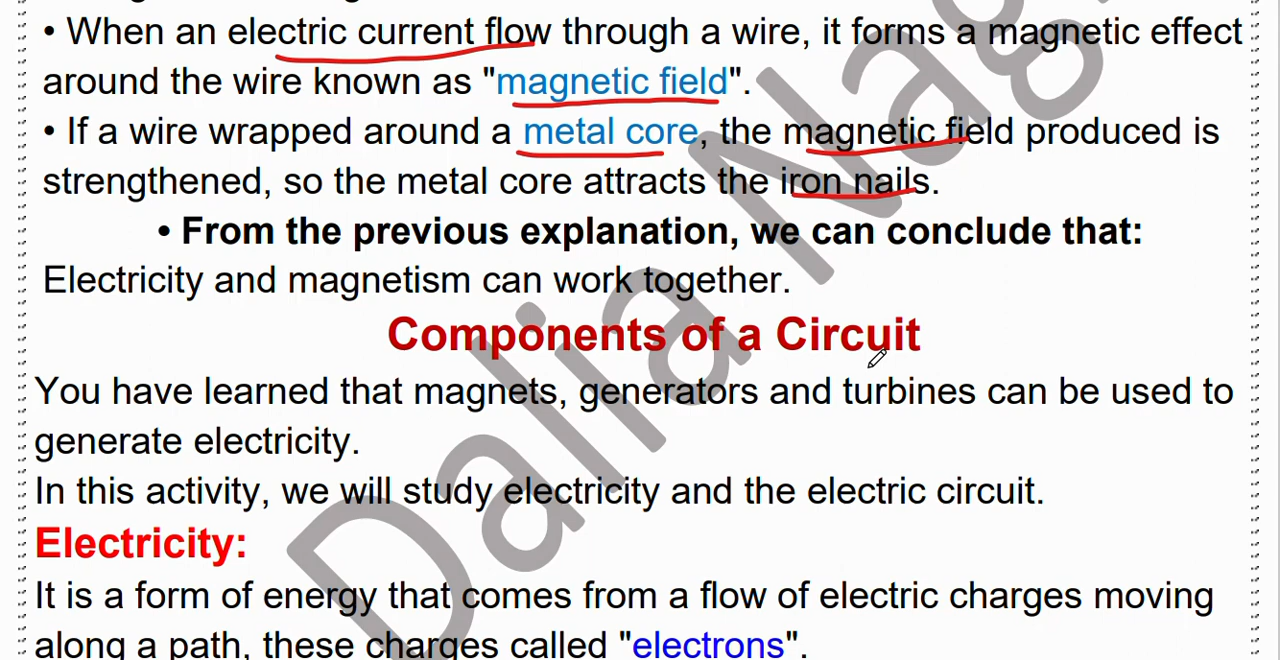 • When an electric current flow through a wire, it forms a magnetic effect
around the wire known as "magnetic field".
• If a wire wrapped around a metal core, the magnetic field produced is
strengthened, so the metal core attracts the iron nails.
• From the previous explanation, we can conclude that:
Electricity and magnetism can work together.
Components of a Circuit
You have learned that magnets, generators and turbines can be used to
generate electricity.
In this activity, we will study electricity and the electric circuit.
Electricity:
It is a form of energy that comes from a flow of electric charges moving
along a path, these charges called "electrons".
Dalia Nag